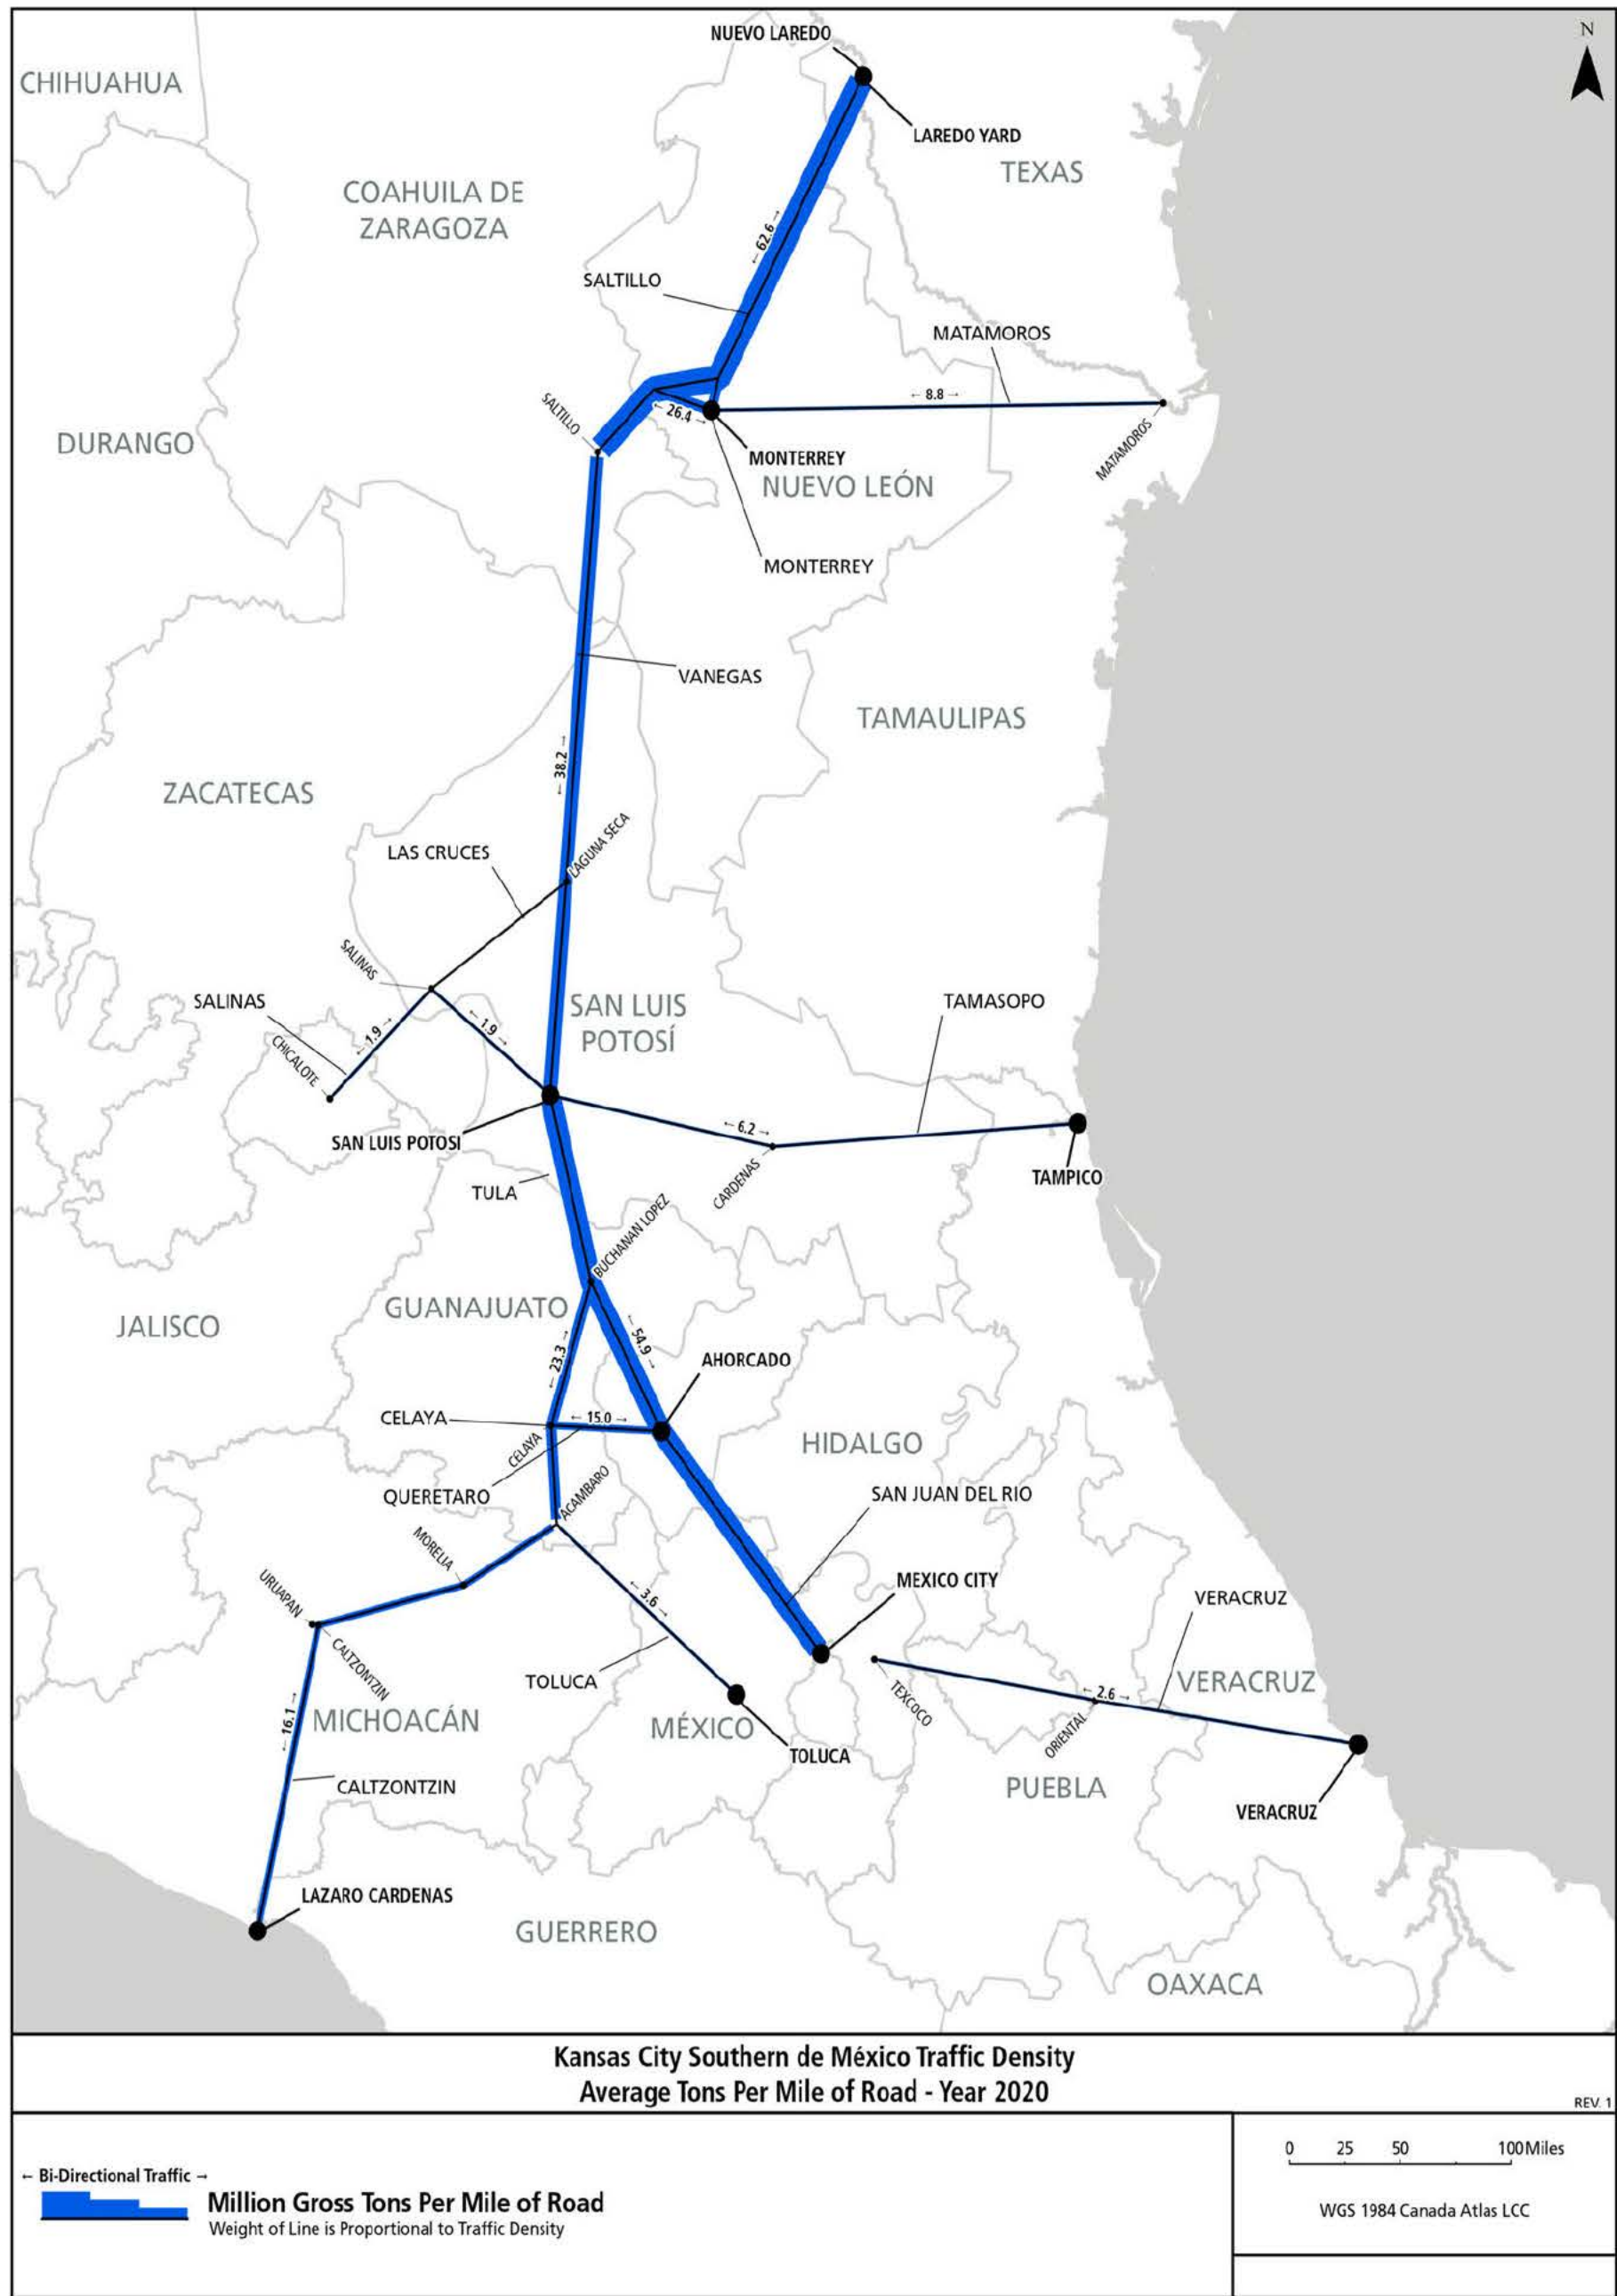 NUEVO LAREDO
N
CHIHUAHUA
LAREDO YARD
TEXAS
COAHUILA DE
ZARAGOZA
← 62.6 →
SALTILLO
MATAMOROS
← 8.8 →
SALTILLO
← 26.4 →
DURANGO
MATAMOROS
MONTERREY
NUEVO LEÓN
MONTERREY
VANEGAS
TAMAULIPAS
← 38.2 →
ZACATECAS
LAGUNA SECA
LAS CRUCES
SALINAS
SALINAS
SAN LUIS
POTOSÍ
TAMASOPO
← 1.9 →
← 1.9 →
CHICALOTE
SAN LUIS POTOSI
← 6.2 →
CARDENAS
TAMPICO
TULA
BUCHANAN LOPEZ
GUANAJUATO
JALISCO
← 54.9 →
← 23.3 →
AHORCADO
CELAYA
← 15.0 →
CELAYA
HIDALGO
QUERETARO
ACAMBARO
SAN JUAN DEL RIO
MORELIA
URUAPAN
← 3.6 →
MEXICO CITY
VERACRUZ
CALTZONTZIN
TOLUCA
TEXCOCO
← 2.6 →
VERACRUZ
← 16.1 →
MICHOACÁN
MÉXICO
ORIENTAL
TOLUCA
CALTZONTZIN
PUEBLA
VERACRUZ
LAZARO CARDENAS
GUERRERO
OAXACA
Kansas City Southern de México Traffic Density
Average Tons Per Mile of Road - Year 2020
REV. 1
← Bi-Directional Traffic →
Million Gross Tons Per Mile of Road
Weight of Line is Proportional to Traffic Density
0 25 50 100 Miles
WGS 1984 Canada Atlas LCC